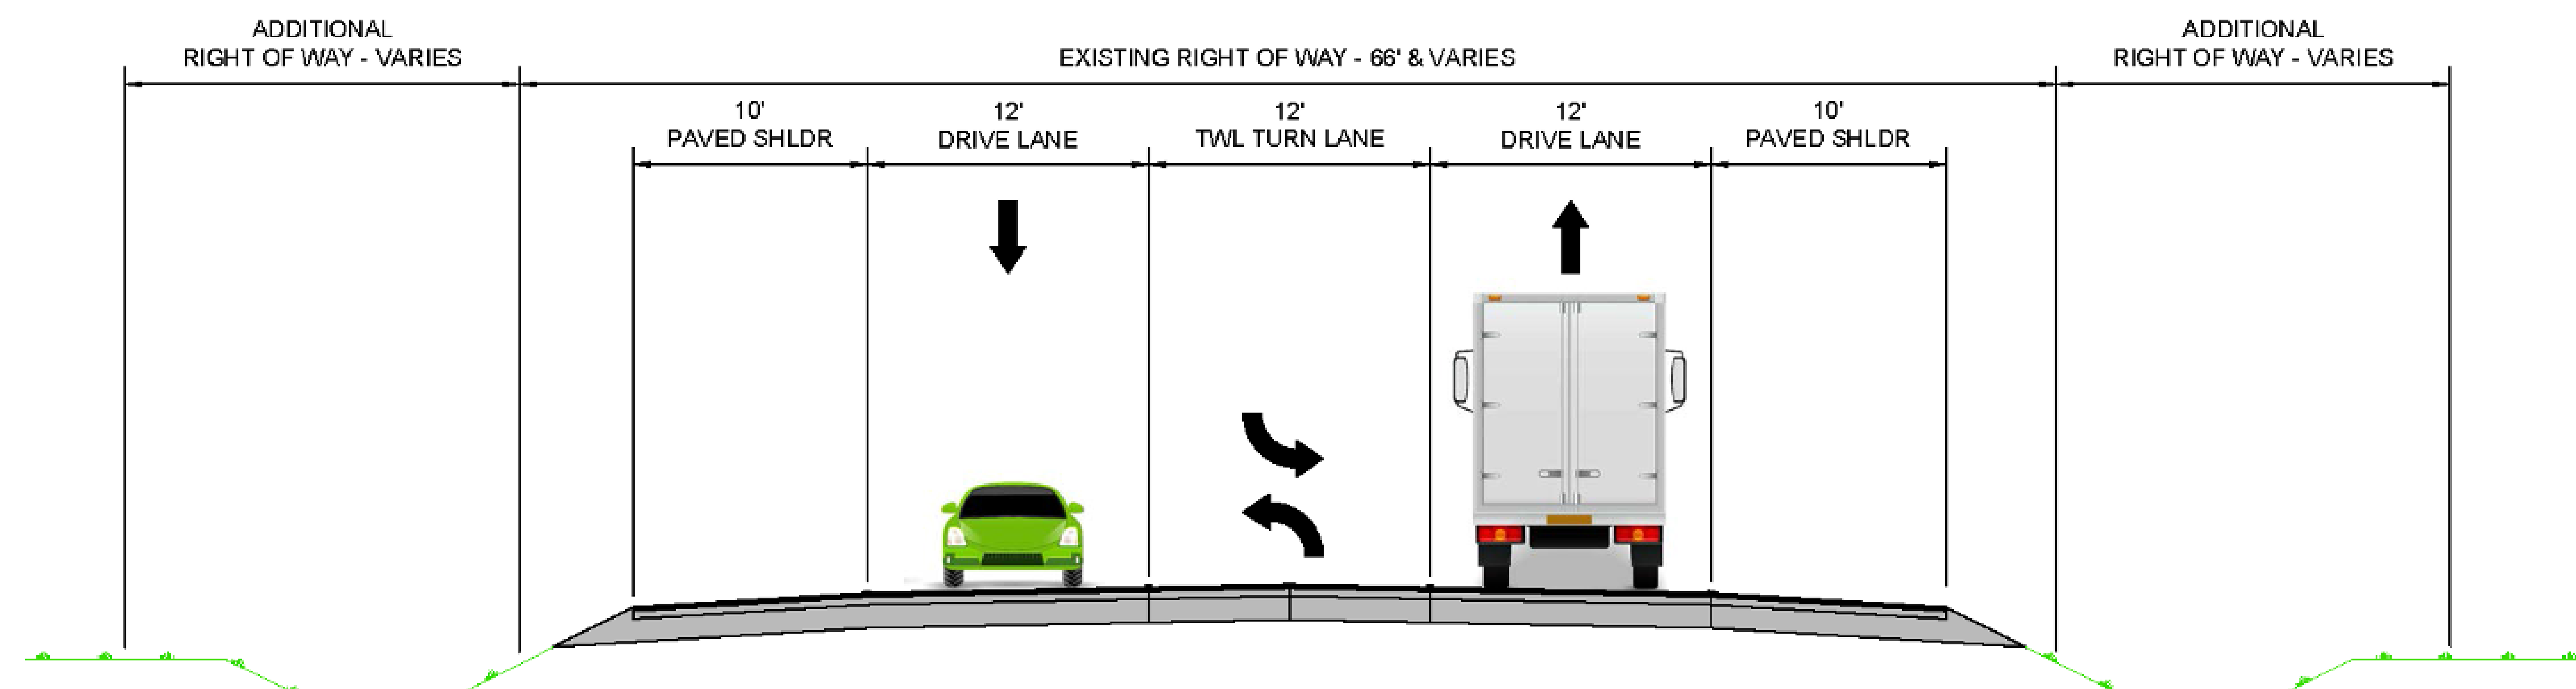 ADDITIONAL
RIGHT OF WAY - VARIES
EXISTING RIGHT OF WAY - 66' & VARIES
ADDITIONAL
RIGHT OF WAY - VARIES
10'
PAVED SHLDR
12'
DRIVE LANE
12'
TWL TURN LANE
12'
DRIVE LANE
10'
PAVED SHLDR